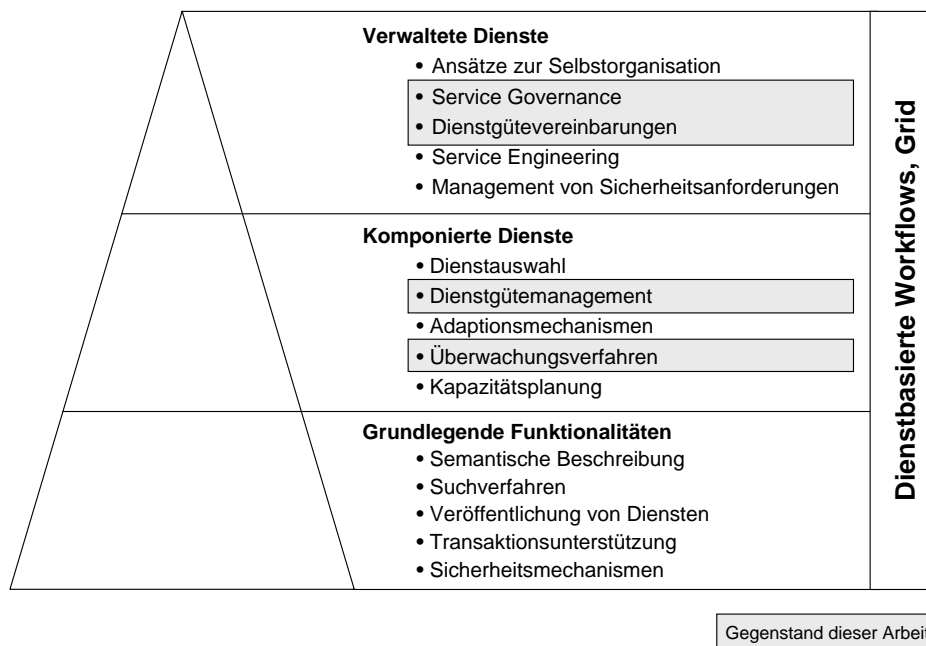 Verwaltete Dienste
• Ansätze zur Selbstorganisation
• Service Governance
• Dienstgütevereinbarungen
• Service Engineering
• Management von Sicherheitsanforderungen
Komponierte Dienste
• Dienstauswahl
• Dienstgütemanagement
• Adaptionsmechanismen
• Überwachungsverfahren
• Kapazitätsplanung
Grundlegende Funktionalitäten
• Semantische Beschreibung
• Suchverfahren
• Veröffentlichung von Diensten
• Transaktionsunterstützung
• Sicherheitsmechanismen
Dienstbasierte Workflows, Grid
Gegenstand dieser Arbeit